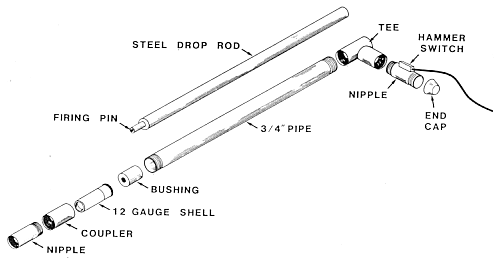 STEEL DROP ROD
TEE
HAMMER
SWITCH
NIPPLE
END
CAP
FIRING PIN
3/4" PIPE
BUSHING
12 GAUGE SHELL
COUPLER
NIPPLE